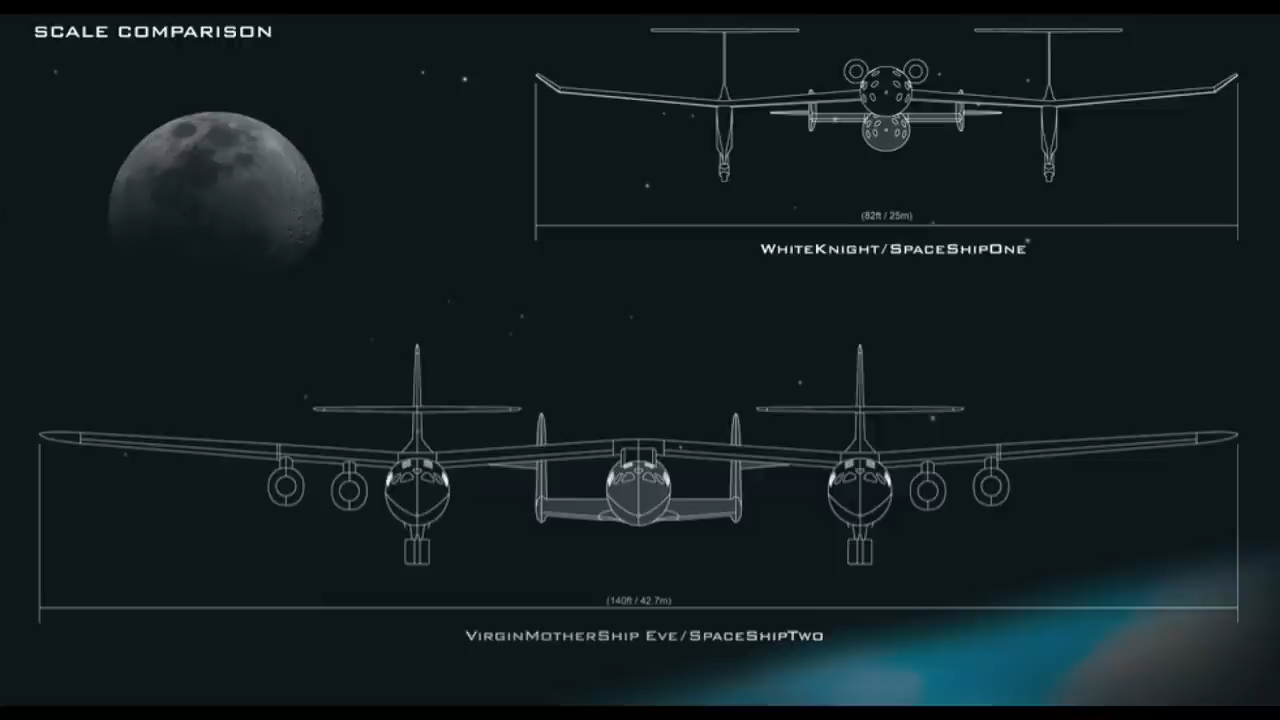 SCALE COMPARISON
(82ft / 25m)
WHITEKNIGHT/SPACESHIPONE
(140ft / 42.7m)
VIRGINMOTHERSHIP EVE/SPACESHIPTWO